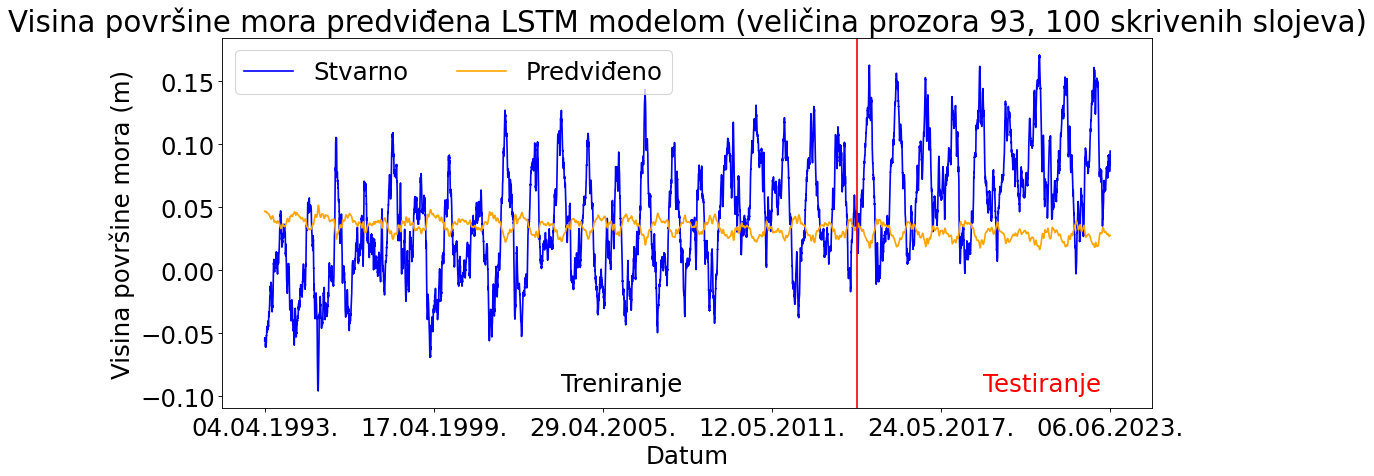 Visina površine mora predviđena LSTM modelom (veličina prozora 93, 100 skrivenih slojeva)
Stvarno
Predviđeno
Visina površine mora (m)
0.15
0.10
0.05
0.00
−0.05
−0.10
Treniranje
Testiranje
04.04.1993.
17.04.1999.
29.04.2005.
12.05.2011.
24.05.2017.
06.06.2023.
Datum